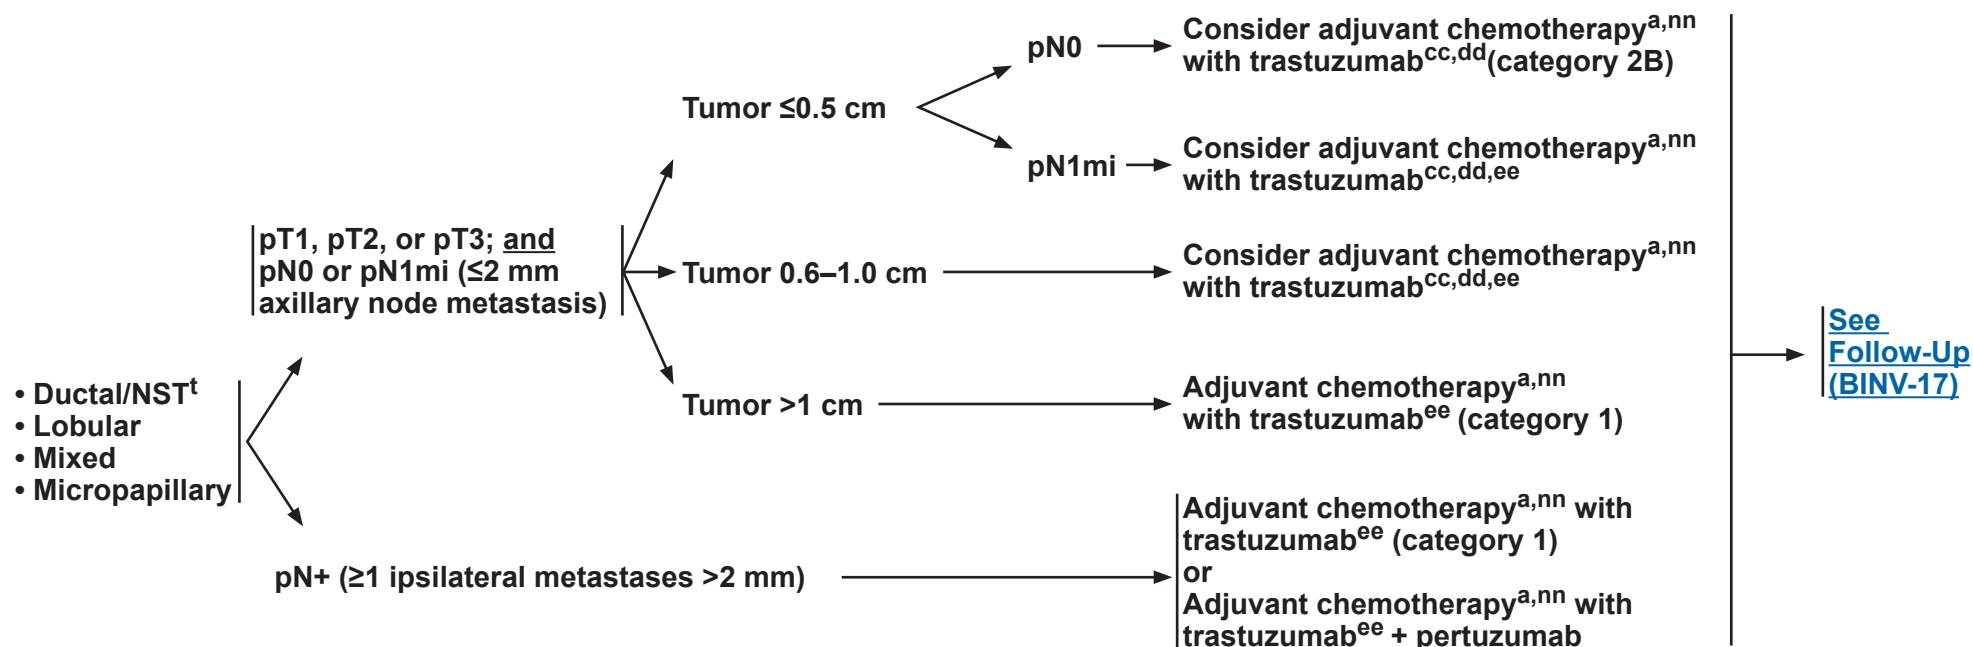 • Ductal/NSTt
• Lobular
• Mixed
• Micropapillary
pT1, pT2, or pT3; and
pN0 or pN1mi (≤2 mm
axillary node metastasis)
Tumor ≤0.5 cm
pN0
Consider adjuvant chemotherapya,nn
with trastuzumabcc,dd(category 2B)
pN1mi
Consider adjuvant chemotherapya,nn
with trastuzumabcc,dd,ee
Tumor 0.6–1.0 cm
Consider adjuvant chemotherapya,nn
with trastuzumabcc,dd,ee
Tumor >1 cm
Adjuvant chemotherapya,nn
with trastuzumabee (category 1)
pN+ (≥1 ipsilateral metastases >2 mm)
Adjuvant chemotherapya,nn with
trastuzumabee (category 1)
or
Adjuvant chemotherapya,nn with
trastuzumabee + pertuzumab
See
Follow-Up
(BINV-17)